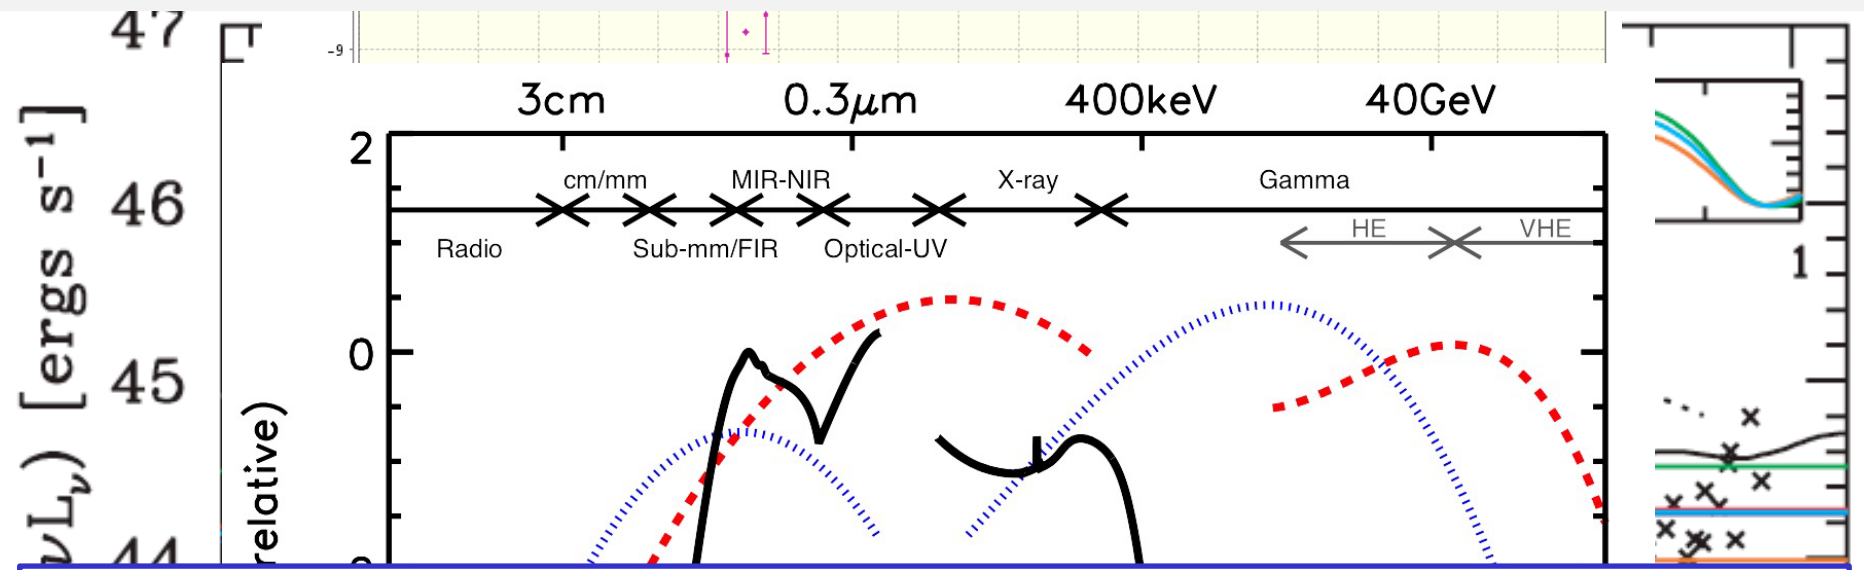 47
-9
3cm 0.3μm 400keV 40GeV
2
cm/mm MIR-NIR X-ray Gamma
46
HE VHE
Radio Sub-mm/FIR Optical-UV
1
0
45
νLν) [ergs s⁻¹]
relative)
44